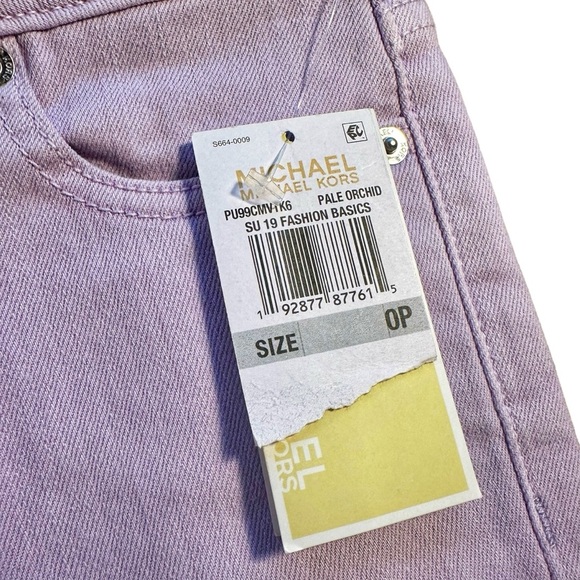 S664-0009
MICHAEL
MICHAEL KORS
PU99CMV1K6 PALE ORCHID
SU 19 FASHION BASICS
1 92877 87761 5
SIZE 0P
EL
ORS